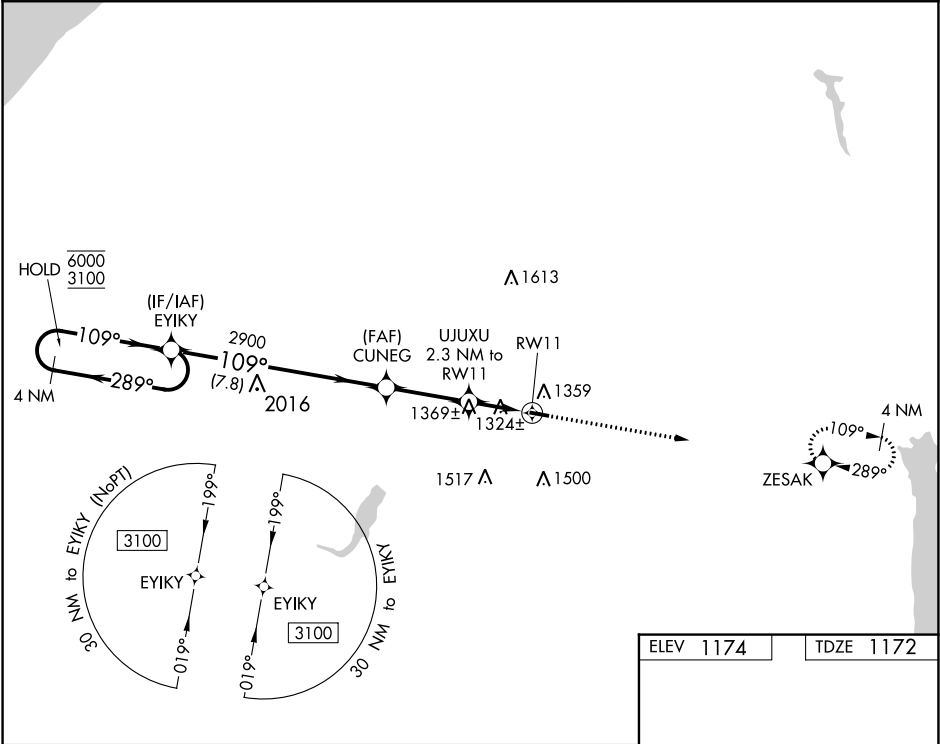 HOLD
6000
3100
109°
289°
4 NM
(IF/IAF)
EYIKY
2900
109°
(7.8)
2016
(FAF)
CUNEG
UJUXU
2.3 NM to
RW11
RW11
1613
1359
1369±
1324±
1517
1500
4 NM
109°
289°
ZESAK
30 NM to EYIKY (NoPT)
199°
3100
EYIKY
019°
199°
EYIKY
3100
019°
30 NM to EYIKY
ELEV 1174
TDZE 1172